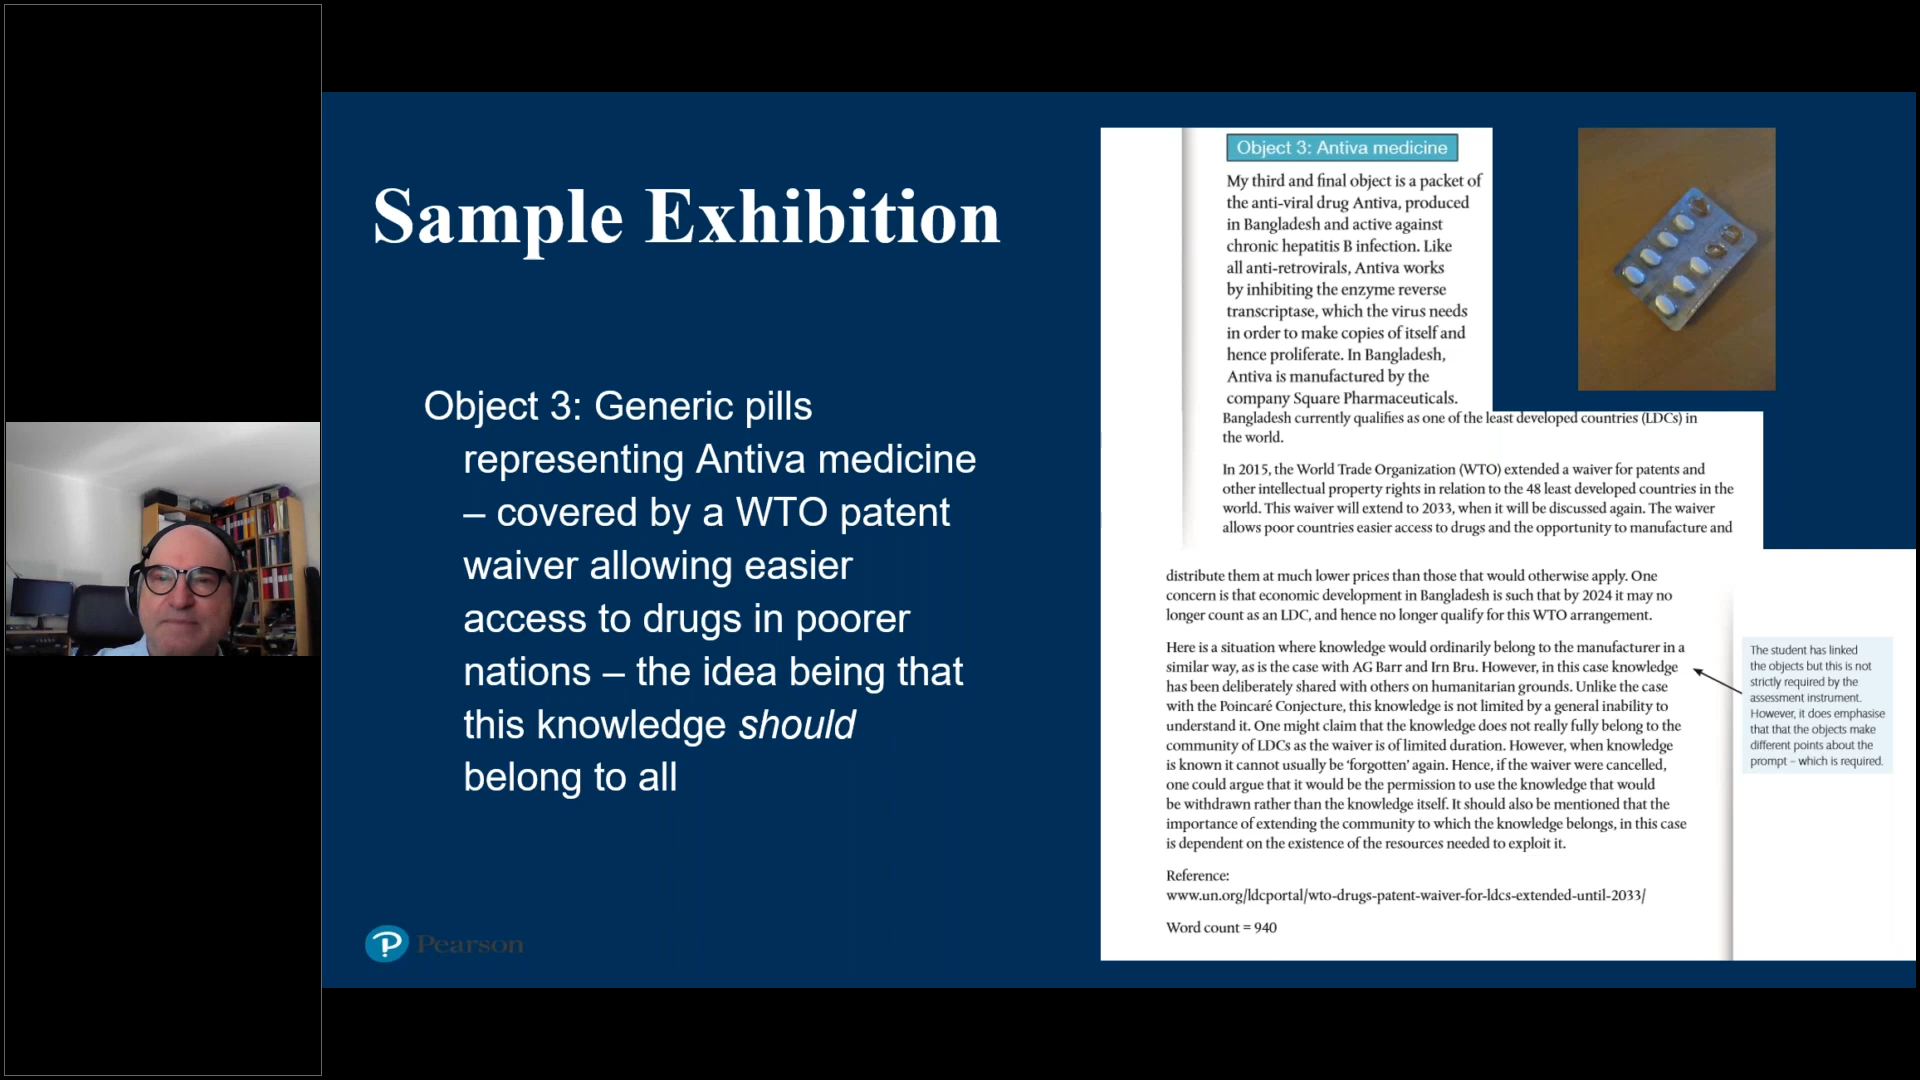 Sample Exhibition
Object 3: Generic pills
representing Antiva medicine
– covered by a WTO patent
waiver allowing easier
access to drugs in poorer
nations – the idea being that
this knowledge should
belong to all
Pearson
Object 3: Antiva medicine
My third and final object is a packet of
the anti-viral drug Antiva, produced
in Bangladesh and active against
chronic hepatitis B infection. Like
all anti-retrovirals, Antiva works
by inhibiting the enzyme reverse
transcriptase, which the virus needs
in order to make copies of itself and
hence proliferate. In Bangladesh,
Antiva is manufactured by the
company Square Pharmaceuticals.
Bangladesh currently qualifies as one of the least developed countries (LDCs) in
the world.
In 2015, the World Trade Organization (WTO) extended a waiver for patents and
other intellectual property rights in relation to the 48 least developed countries in the
world. This waiver will extend to 2033, when it will be discussed again. The waiver
allows poor countries easier access to drugs and the opportunity to manufacture and
distribute them at much lower prices than those that would otherwise apply. One
concern is that economic development in Bangladesh is such that by 2024 it may no
longer count as an LDC, and hence no longer qualify for this WTO arrangement.
Here is a situation where knowledge would ordinarily belong to the manufacturer in a
similar way, as is the case with AG Barr and Irn Bru. However, in this case knowledge
has been deliberately shared with others on humanitarian grounds. Unlike the case
with the Poincaré Conjecture, this knowledge is not limited by a general inability to
understand it. One might claim that the knowledge does not really fully belong to the
community of LDCs as the waiver is of limited duration. However, when knowledge
is known it cannot usually be ‘forgotten’ again. Hence, if the waiver were cancelled,
one could argue that it would be the permission to use the knowledge that would
be withdrawn rather than the knowledge itself. It should also be mentioned that the
importance of extending the community to which the knowledge belongs, in this case
is dependent on the existence of the resources needed to exploit it.
Reference:
www.un.org/ldcportal/wto-drugs-patent-waiver-for-ldcs-extended-until-2033/
Word count = 940
The student has linked
the objects but this is not
strictly required by the
assessment instrument.
However, it does emphasise
that that the objects make
different points about the
prompt – which is required.